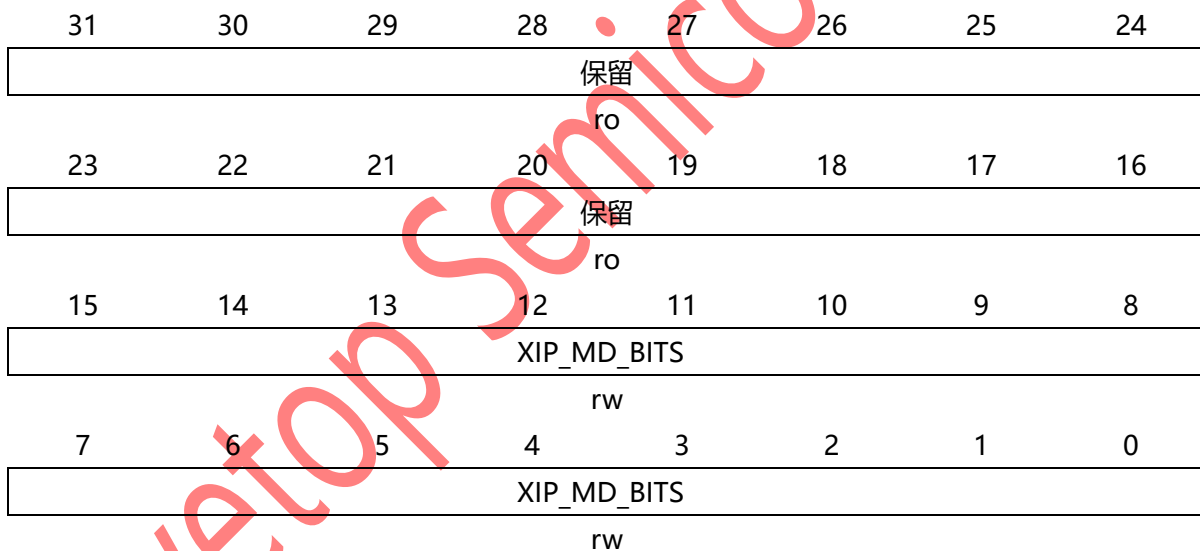 31 30 29 28 27 26 25 24
保留
ro
23 22 21 20 19 18 17 16
保留
ro
15 14 13 12 11 10 9 8
XIP_MD_BITS
rw
7 6 5 4 3 2 1 0
XIP_MD_BITS
rw